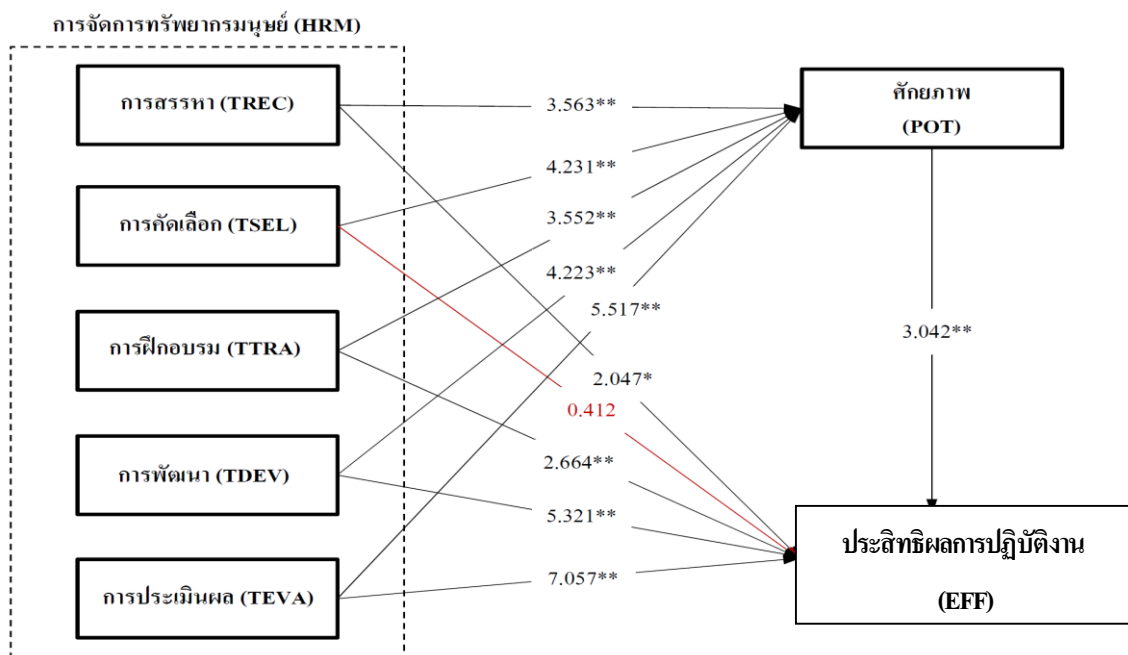 การจัดการทรัพยากรมนุษย์ (HRM)
การสรรหา (TREC)
การคัดเลือก (TSEL)
การฝึกอบรม (TTRA)
การพัฒนา (TDEV)
การประเมินผล (TEVA)
3.563**
4.231**
3.552**
4.223**
5.517**
2.047*
0.412
2.664**
5.321**
7.057**
ศักยภาพ
(POT)
3.042**
ประสิทธิผลการปฏิบัติงาน
(EFF)